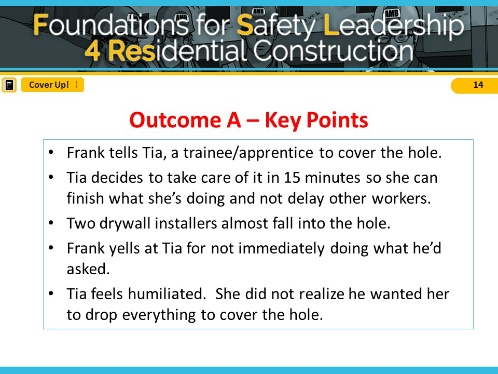 Foundations for Safety Leadership
4 Residential Construction
Cover Up!
14
Outcome A – Key Points
• Frank tells Tia, a trainee/apprentice to cover the hole.
• Tia decides to take care of it in 15 minutes so she can
finish what she's doing and not delay other workers.
• Two drywall installers almost fall into the hole.
• Frank yells at Tia for not immediately doing what he'd
asked.
• Tia feels humiliated.  She did not realize he wanted her
to drop everything to cover the hole.